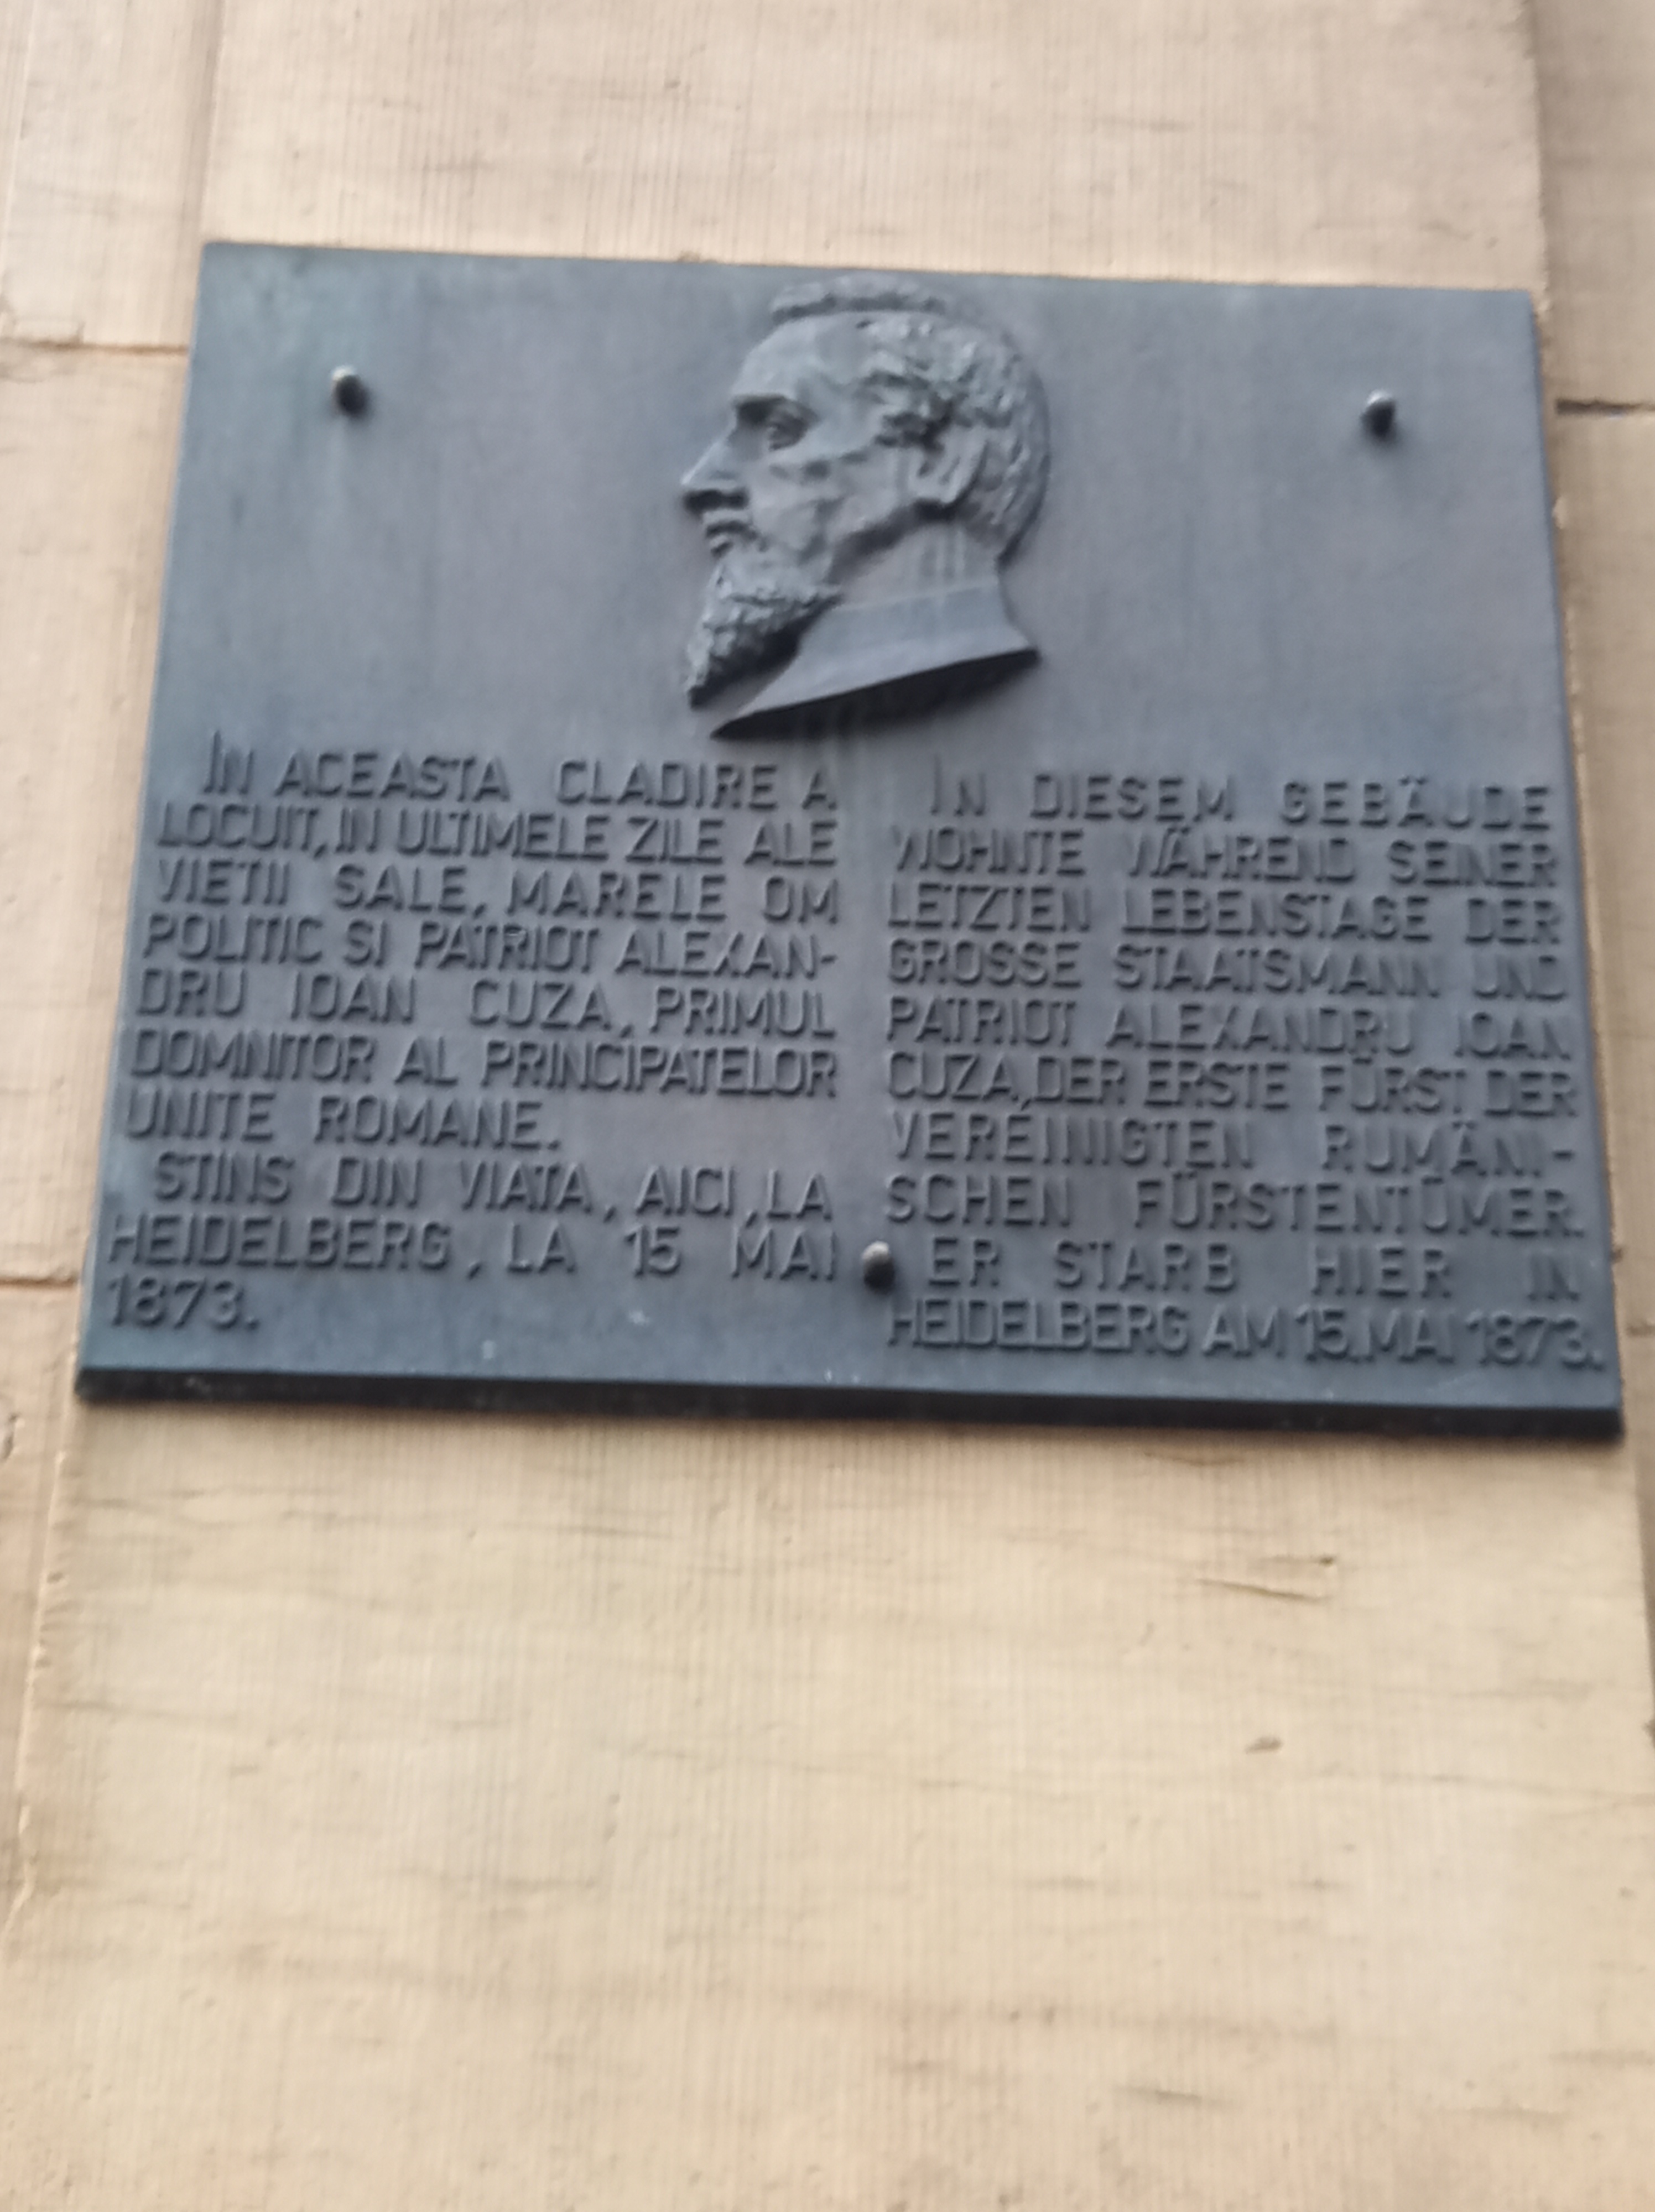 IN ACEASTA CLADIRE A
LOCUIT, IN ULTIMELE ZILE ALE
VIETII SALE, MARELE OM
POLITIC SI PATRIOT ALEXAN-
DRU IOAN CUZA, PRIMUL
DOMNITOR AL PRINCIPATELOR
UNITE ROMANE.
STINS DIN VIATA, AICI, LA
HEIDELBERG, LA 15 MAI
1873.
IN DIESEM GEBÄUDE
WOHNTE WÄHREND SEINER
LETZTEN LEBENSTAGE DER
GROSSE STAATSMANN UND
PATRIOT ALEXANDRU IOAN
CUZA, DER ERSTE FÜRST DER
VEREINIGTEN RUMÄNI-
SCHEN FÜRSTENTÜMER.
ER STARB HIER IN
HEIDELBERG AM 15. MAI 1873.